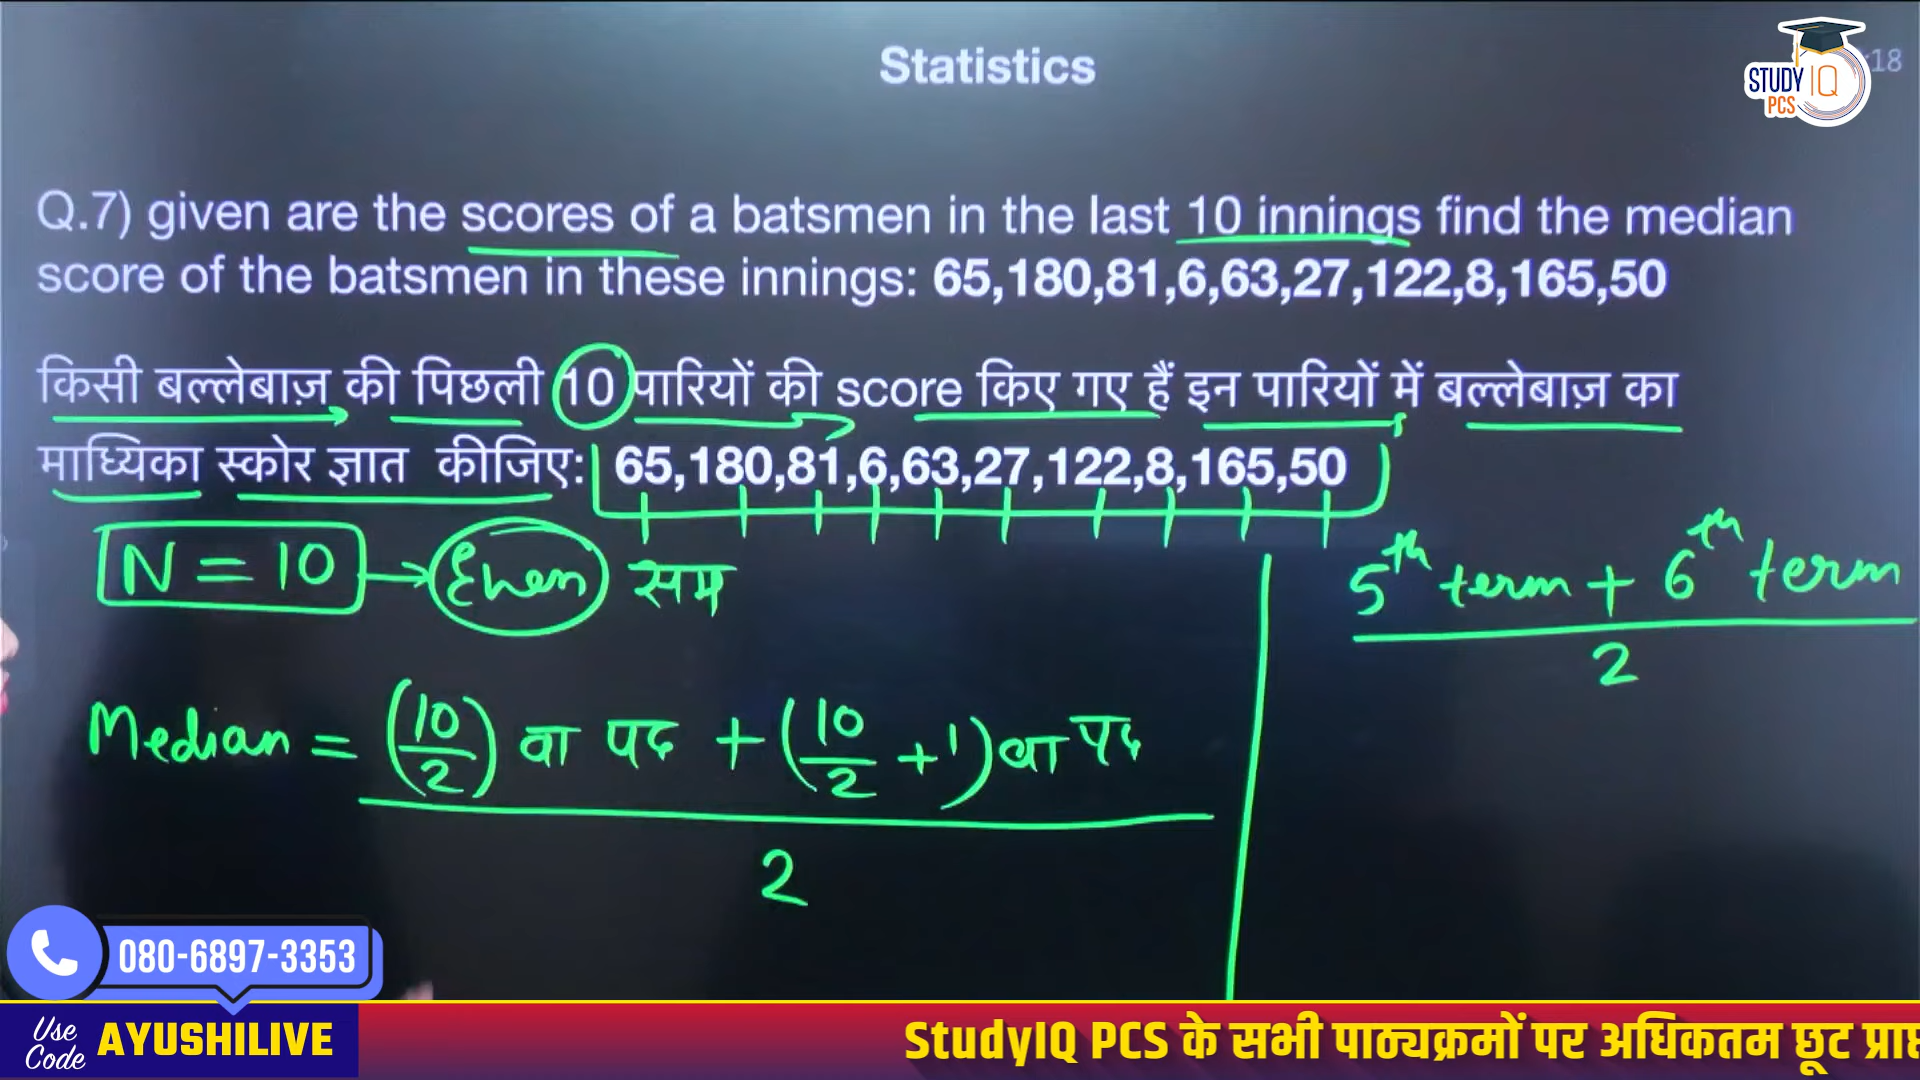 Statistics
STUDY IQ
PCS
18
Q.7) given are the scores of a batsmen in the last 10 innings find the median
score of the batsmen in these innings: 65,180,81,6,63,27,122,8,165,50
किसी बल्लेबाज़ की पिछली 10 पारियों की score किए गए हैं इन पारियों में बल्लेबाज़ का
माध्यिका स्कोर ज्ञात कीजिए: 65,180,81,6,63,27,122,8,165,50
N = 10 → Even सम
5th term + 6th term
2
Median = (10/2) वा पद + (10/2 + 1) वा पद
2
080-6897-3353
Use Code AYUSHILIVE
StudyIQ PCS के सभी पाठ्यक्रमों पर अधिकतम छूट